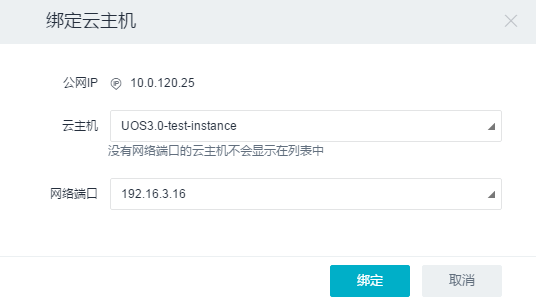 绑定云主机
公网IP 10.0.120.25
云主机 UOS3.0-test-instance
没有网络端口的云主机不会显示在列表中
网络端口 192.16.3.16
绑定 取消